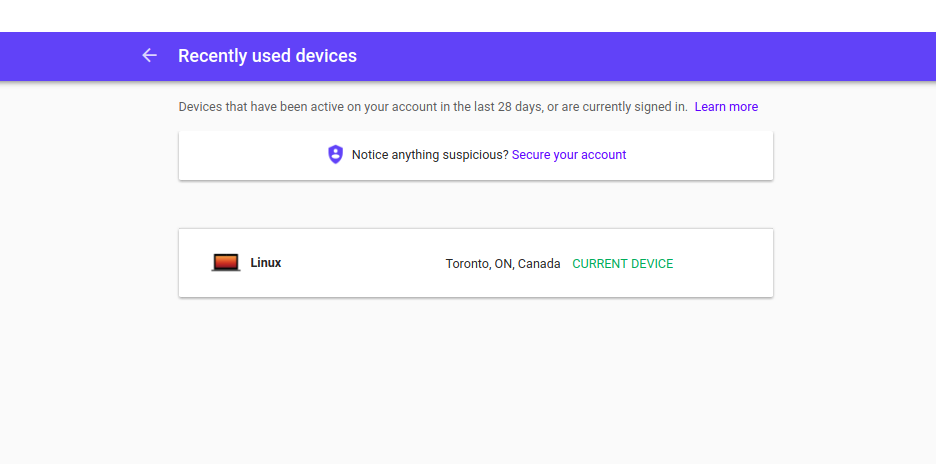 Recently used devices
Devices that have been active on your account in the last 28 days, or are currently signed in. Learn more
Notice anything suspicious? Secure your account
Linux Toronto, ON, Canada CURRENT DEVICE